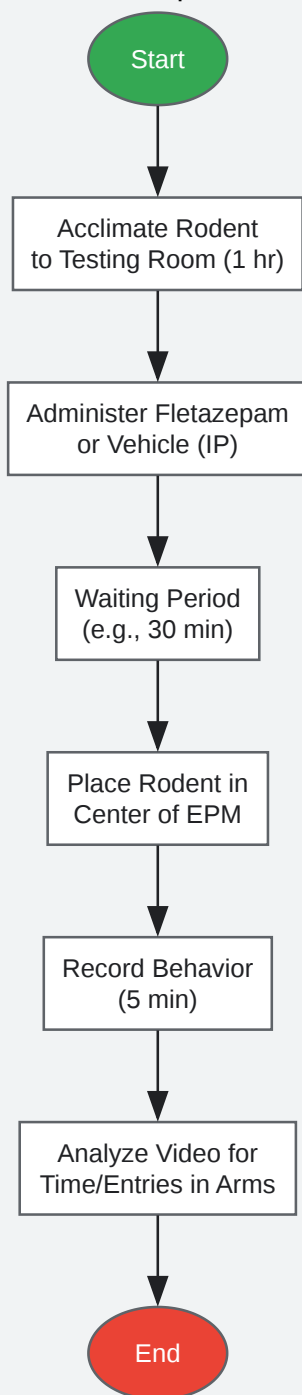 Start
Acclimate Rodent
to Testing Room (1 hr)
Administer Fletazepam
or Vehicle (IP)
Waiting Period
(e.g., 30 min)
Place Rodent in
Center of EPM
Record Behavior
(5 min)
Analyze Video for
Time/Entries in Arms
End